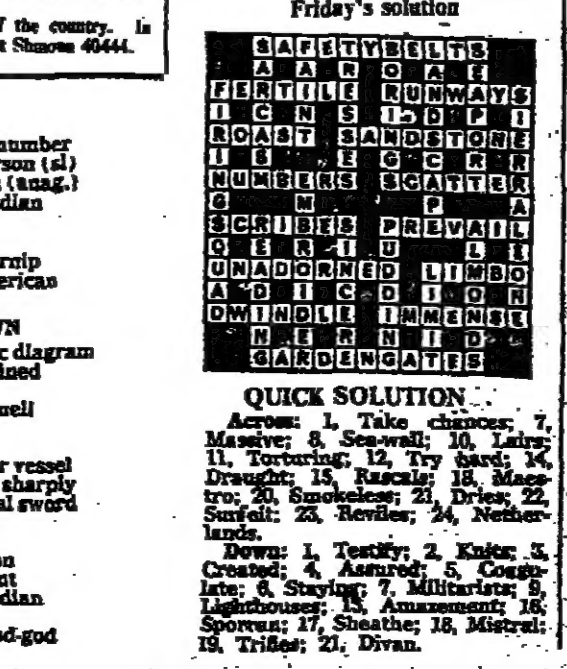 f the country. In
t Shmoas 40444.
number
rson (sl)
(anag.)
dian
rnip
erican
VN
c diagram
ined
nell
r vessel
sharply
al sword
on
nt
dian
ad-god
Friday's solution
SAFETYBELTS
A A R O A E
FERTILE RUNWAYS
I C N S I D P I
ROAST SANDSTONE
I S E G C R R
NUMBERS SCATTER
G M P A
SCRIBES PREVAIL
Q E R I U L E
UNADORNED LIMBO
A D I C D I O N
DWINDLE IMMENSE
N E R N I D
GARDENGATES
QUICK SOLUTION
Across: 1, Take chances; 7,
Massive; 8, Sea-wall; 10, Lairs;
11, Torturing; 12, Try hard; 14,
Draught; 15, Rascals; 18, Maes-
tro; 20, Smokeless; 21, Dries; 22,
Surfeit; 23, Reviles; 24, Nether-
lands.
Down: 1, Testify; 2, Knits; 3,
Created; 4, Assured; 5, Coagu-
late; 6, Staying; 7, Militarists; 9,
Lighthouses; 13, Amazement; 16,
Sporran; 17, Sheathe; 18, Mistral;
19, Trifles; 21, Divan.